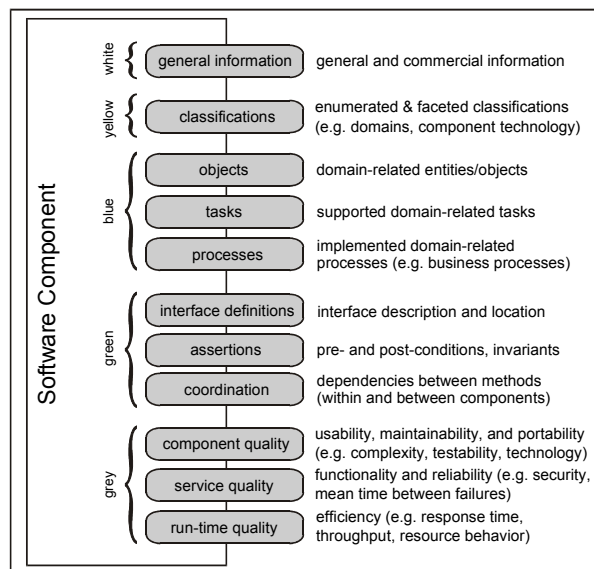 Software Component
white
general information
general and commercial information
yellow
classifications
enumerated & faceted classifications
(e.g. domains, component technology)
blue
objects
domain-related entities/objects
tasks
supported domain-related tasks
processes
implemented domain-related
processes (e.g. business processes)
green
interface definitions
interface description and location
assertions
pre- and post-conditions, invariants
coordination
dependencies between methods
(within and between components)
grey
component quality
usability, maintainability, and portability
(e.g. complexity, testability, technology)
service quality
functionality and reliability (e.g. security,
mean time between failures)
run-time quality
efficiency (e.g. response time,
throughput, resource behavior)